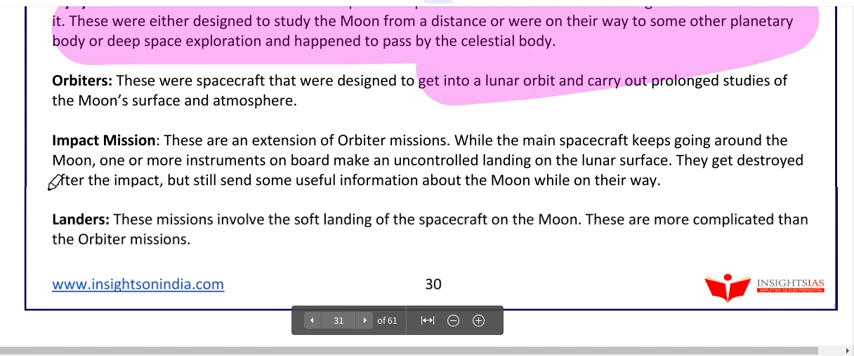 it. These were either designed to study the Moon from a distance or were on their way to some other planetary
body or deep space exploration and happened to pass by the celestial body.
Orbiters: These were spacecraft that were designed to get into a lunar orbit and carry out prolonged studies of
the Moon's surface and atmosphere.
Impact Mission: These are an extension of Orbiter missions. While the main spacecraft keeps going around the
Moon, one or more instruments on board make an uncontrolled landing on the lunar surface. They get destroyed
after the impact, but still send some useful information about the Moon while on their way.
Landers: These missions involve the soft landing of the spacecraft on the Moon. These are more complicated than
the Orbiter missions.
www.insightsonindia.com
30
INSIGHTSIAS
31
of 61